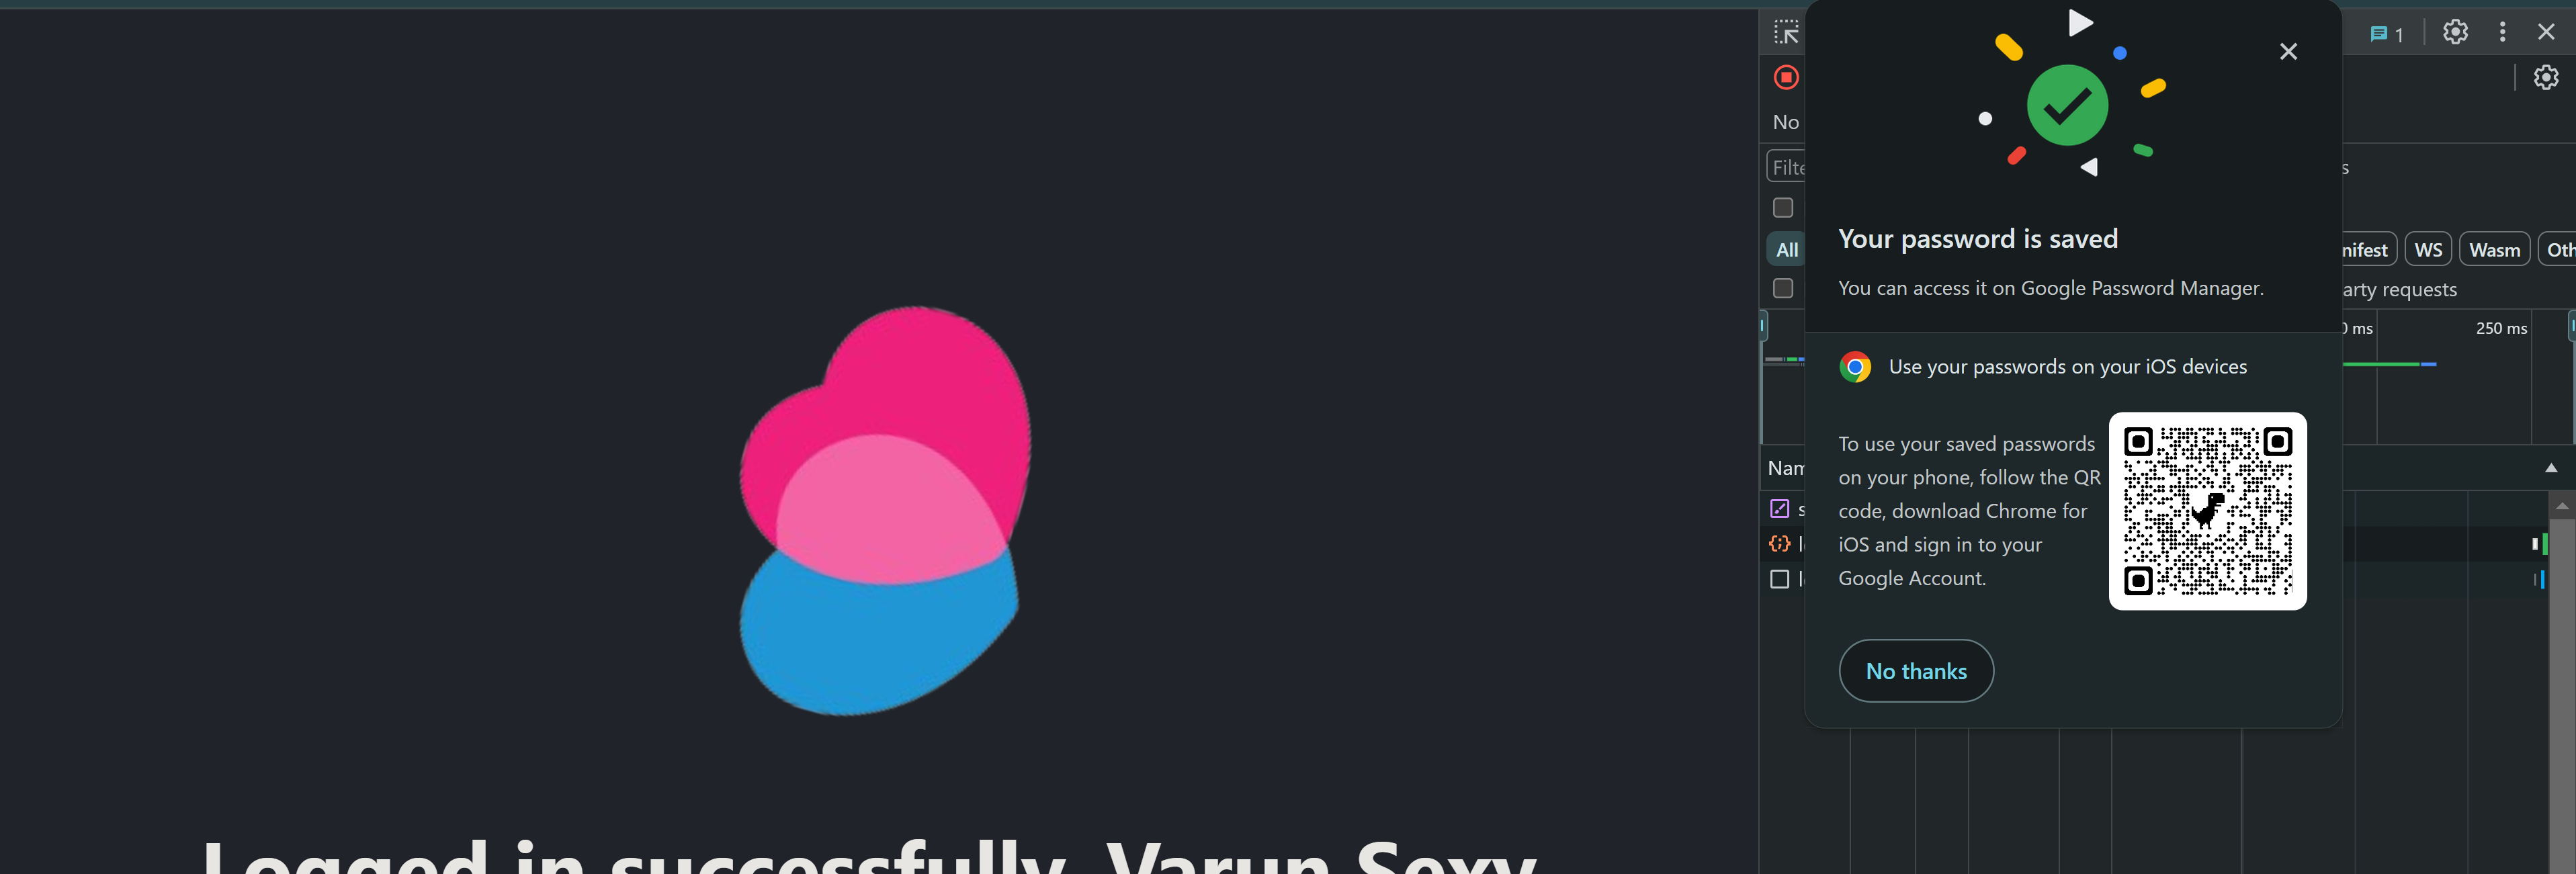 1
No
Filte
s
Your password is saved
All
nifest
WS
Wasm
Oth
You can access it on Google Password Manager.
arty requests
0 ms
250 ms
Use your passwords on your iOS devices
To use your saved passwords
on your phone, follow the QR
code, download Chrome for
iOS and sign in to your
Google Account.
Nam
s
l
l
No thanks
Logged in successfully, Varun Sexy